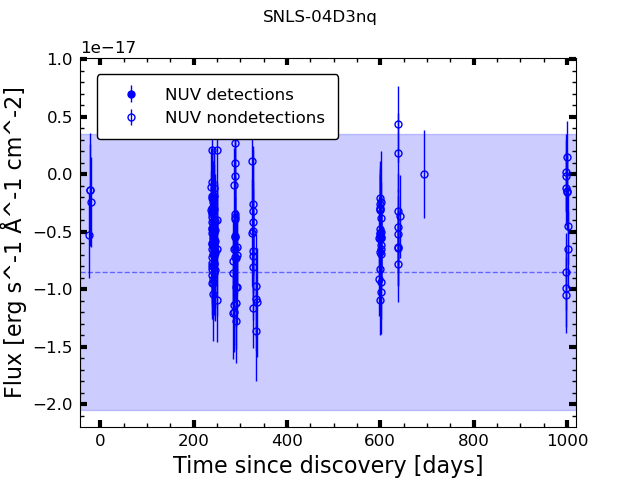 SNLS-04D3nq
1e−17
NUV detections
NUV nondetections
1.0
0.5
0.0
−0.5
−1.0
−1.5
−2.0
Flux [erg s^-1 Å^-1 cm^-2]
0 200 400 600 800 1000
Time since discovery [days]